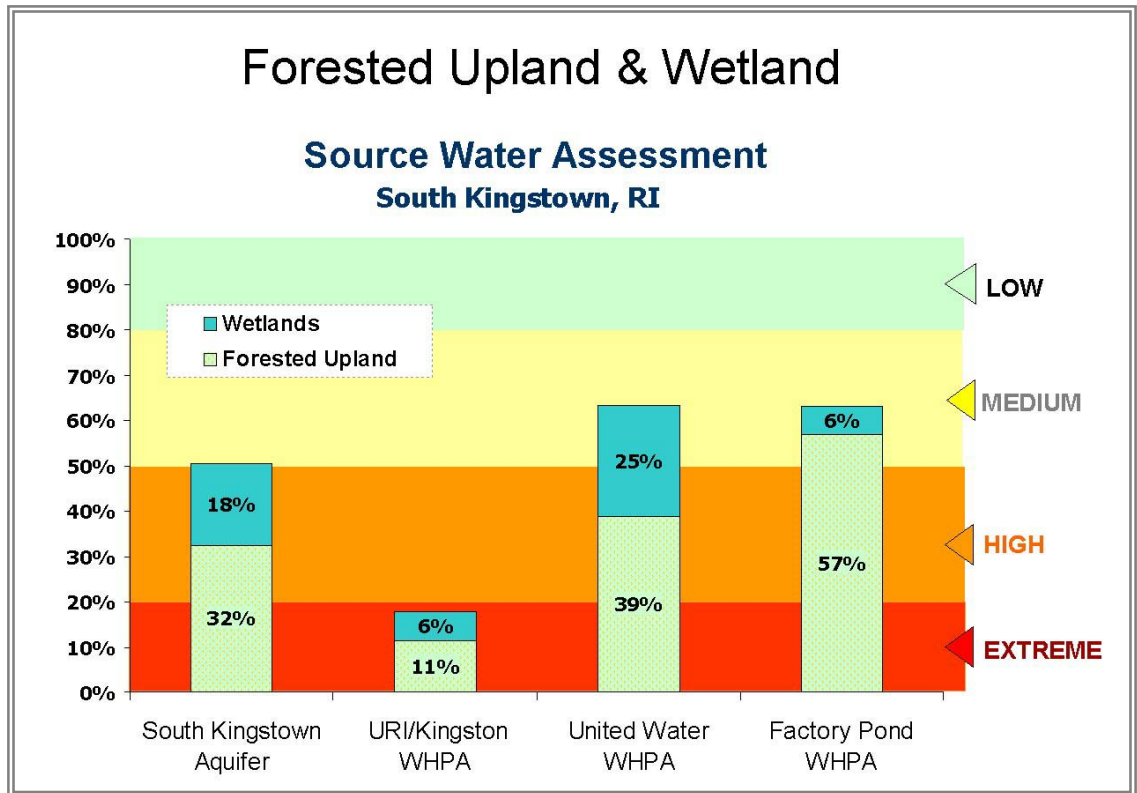 Forested Upland & Wetland
Source Water Assessment
South Kingstown, RI
100%
90%
80%
70%
60%
50%
40%
30%
20%
10%
0%
Wetlands
Forested Upland
18%
32%
6%
11%
25%
39%
6%
57%
LOW
MEDIUM
HIGH
EXTREME
South Kingstown
Aquifer
URI/Kingston
WHPA
United Water
WHPA
Factory Pond
WHPA